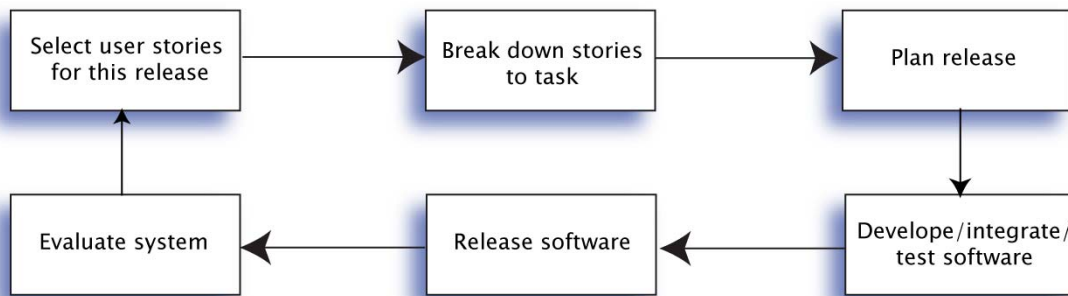 Select user stories
for this release
Break down stories
to task
Plan release
Evaluate system
Release software
Develope/integrate/
test software